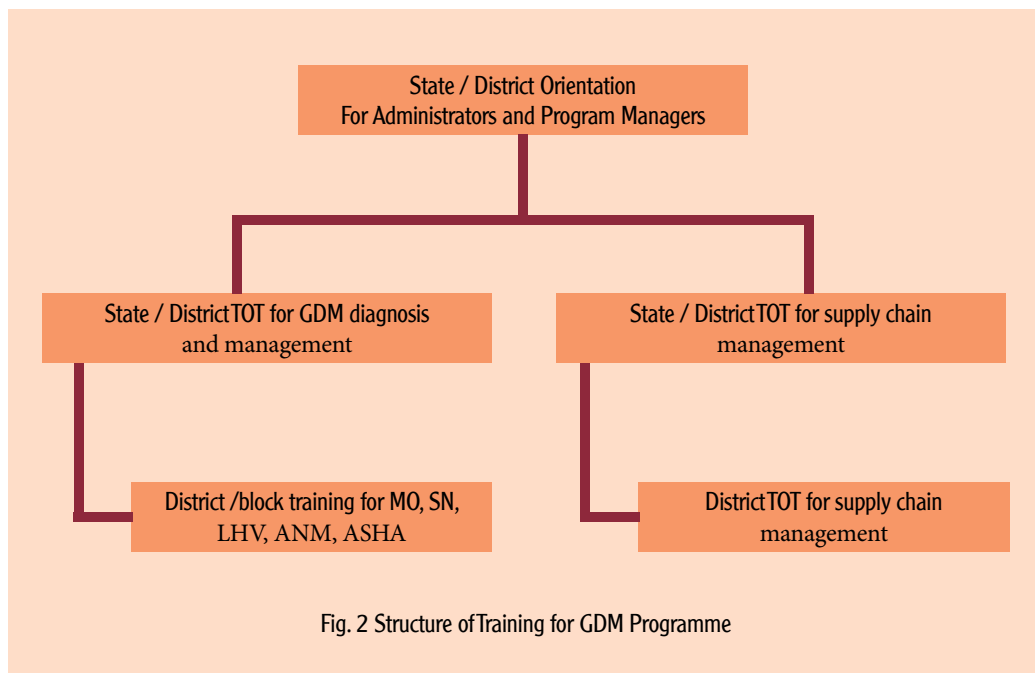 State / District Orientation
For Administrators and Program Managers
State / District TOT for GDM diagnosis
and management
State / District TOT for supply chain
management
District /block training for MO, SN,
LHV, ANM, ASHA
District TOT for supply chain
management
Fig. 2 Structure of Training for GDM Programme